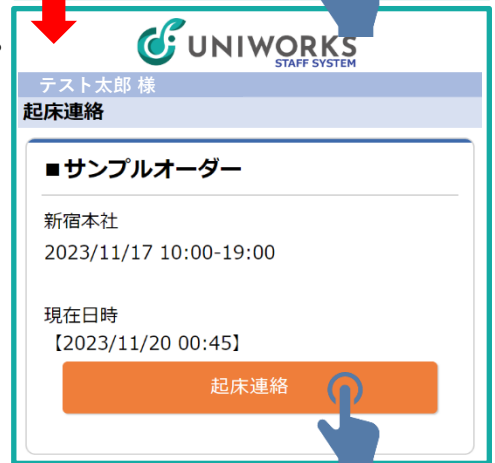 UNIWORKS
STAFF SYSTEM
テスト太郎 様
起床連絡
■サンプルオーダー
新宿本社
2023/11/17 10:00-19:00
現在日時
【2023/11/20 00:45】
起床連絡